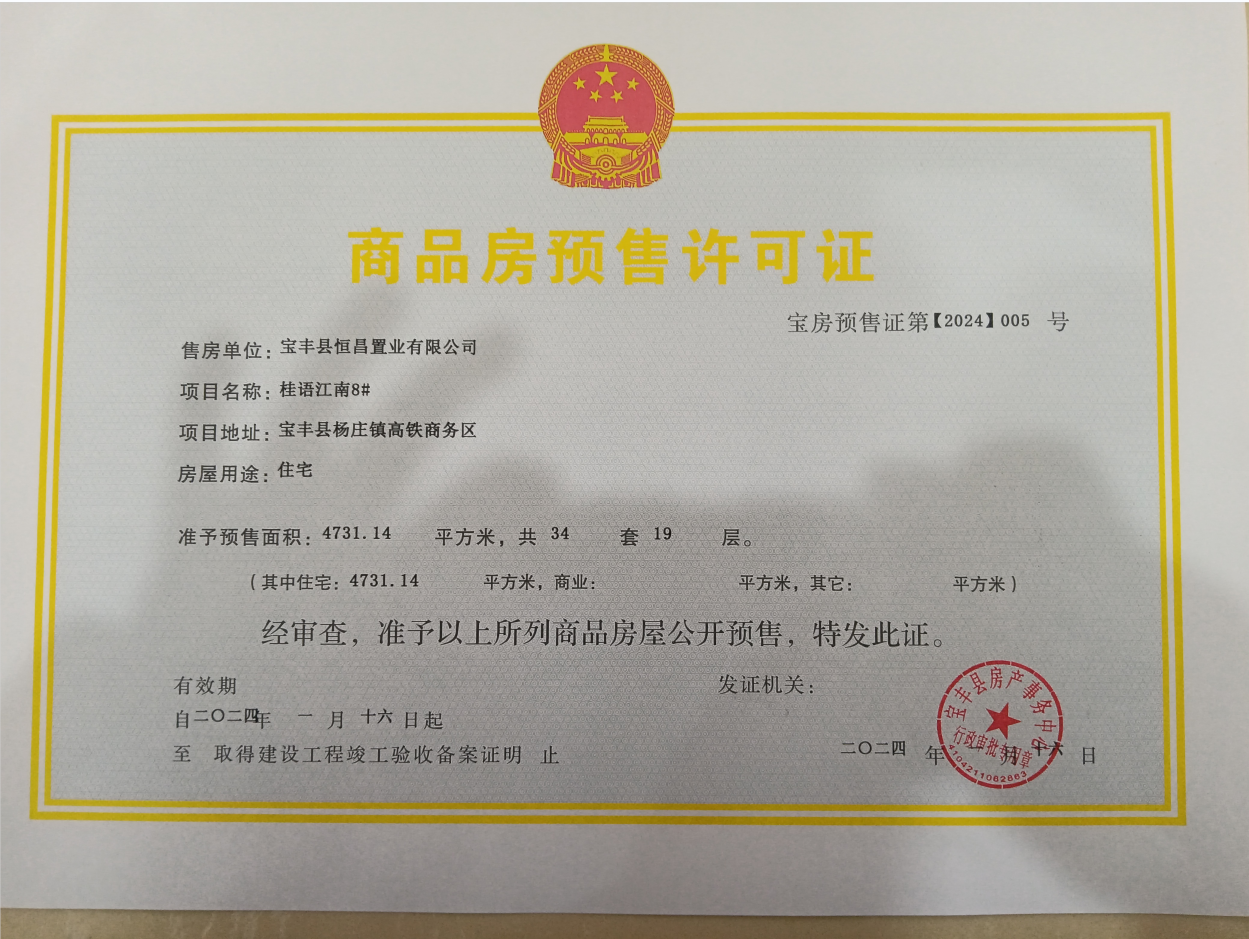 商品房预售许可证
宝房预售证第【2024】005 号
售房单位：宝丰县恒昌置业有限公司
项目名称：桂语江南8#
项目地址：宝丰县杨庄镇高铁商务区
房屋用途：住宅
准予预售面积：4731.14 平方米，共 34 套 19 层。
（其中住宅：4731.14 平方米，商业： 平方米，其它： 平方米）
经审查，准予以上所列商品房屋公开预售，特发此证。
有效期
发证机关：
自二〇二四年 一 月 十六 日起
至 取得建设工程竣工验收备案证明 止
二〇二四 年 一 月 十六 日
宝丰县房产事务中心
行政审批专用章
4104211062663